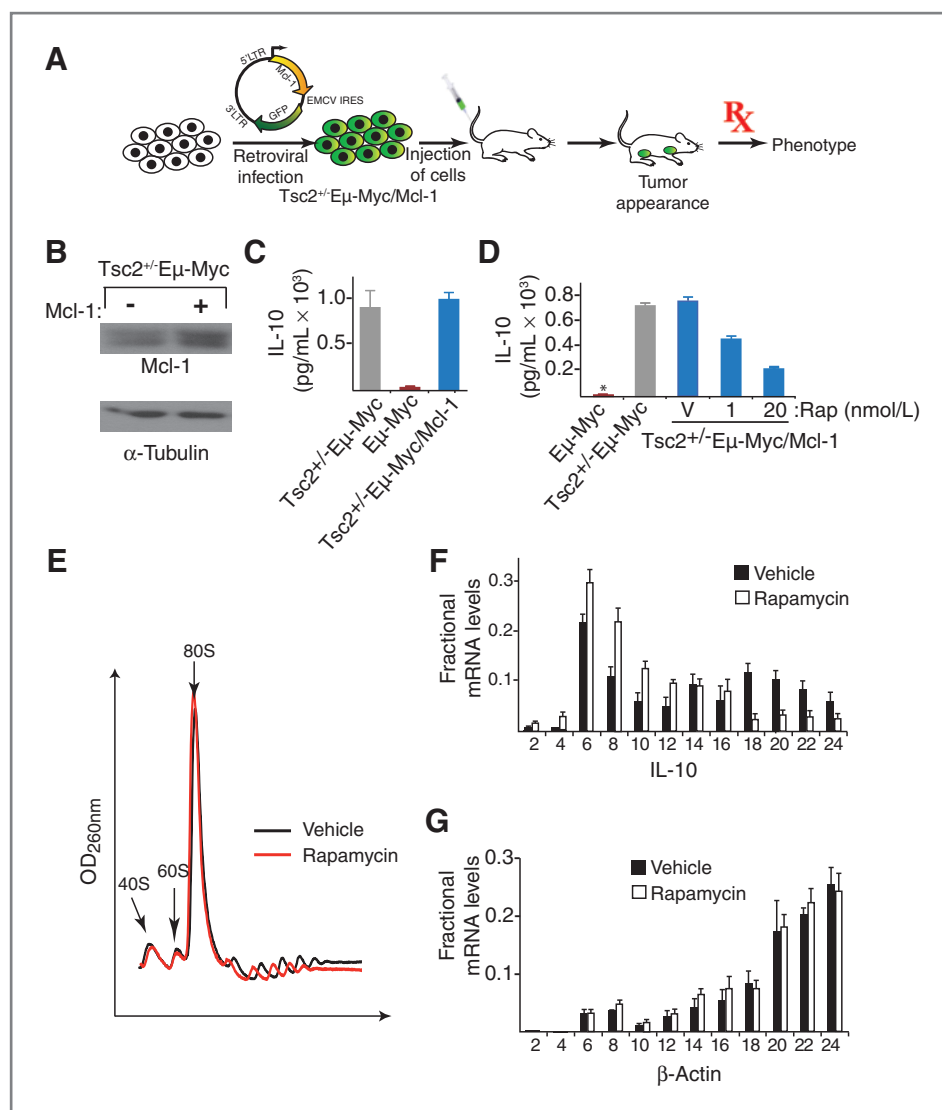 A
5'LTR
Mcl-1
EMCV IRES
GFP
3'LTR
Retroviral
infection
Tsc2+/-Eμ-Myc/Mcl-1
Injection
of cells
Tumor
appearance
Rx
Phenotype
B
Tsc2+/-Eμ-Myc
Mcl-1: - +
Mcl-1
α-Tubulin
C
IL-10
(pg/mL × 10³)
1.0
0.5
Tsc2+/-Eμ-Myc
Eμ-Myc
Tsc2+/-Eμ-Myc/Mcl-1
D
IL-10
(pg/mL × 10³)
0.8
0.6
0.4
0.2
*
Eμ-Myc
Tsc2+/-Eμ-Myc
V 1 20 :Rap (nmol/L)
Tsc2+/-Eμ-Myc/Mcl-1
E
OD260nm
40S
60S
80S
Vehicle
Rapamycin
F
Fractional
mRNA levels
0.3
0.2
0.1
Vehicle
Rapamycin
2 4 6 8 10 12 14 16 18 20 22 24
IL-10
G
Fractional
mRNA levels
0.3
0.2
0.1
Vehicle
Rapamycin
2 4 6 8 10 12 14 16 18 20 22 24
β-Actin